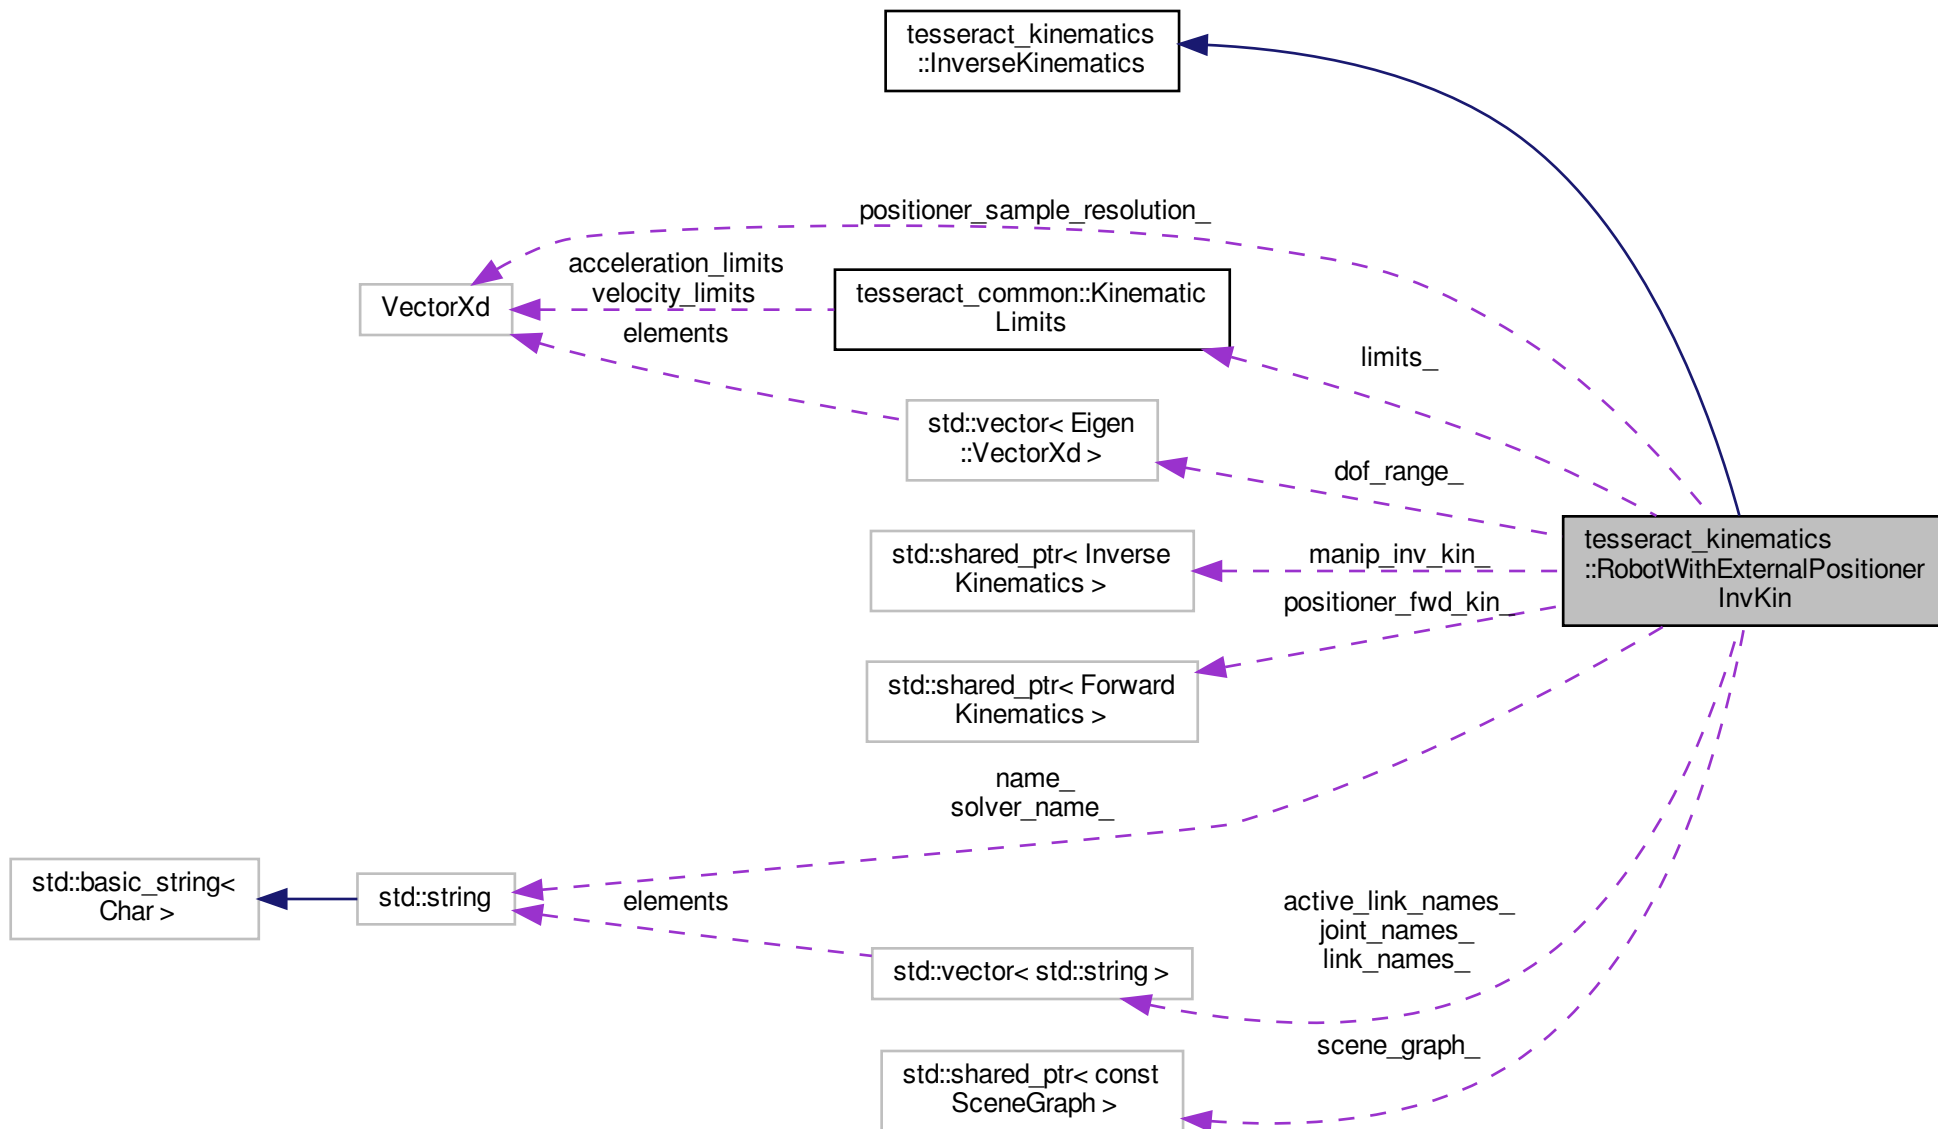 tesseract_kinematics
::InverseKinematics
positioner_sample_resolution_
acceleration_limits
velocity_limits
VectorXd
tesseract_common::Kinematic
Limits
elements
limits_
std::vector< Eigen
::VectorXd >
dof_range_
std::shared_ptr< Inverse
Kinematics >
manip_inv_kin_
tesseract_kinematics
::RobotWithExternalPositioner
InvKin
positioner_fwd_kin_
std::shared_ptr< Forward
Kinematics >
name_
solver_name_
std::basic_string<
Char >
std::string
elements
active_link_names_
joint_names_
link_names_
std::vector< std::string >
scene_graph_
std::shared_ptr< const
SceneGraph >